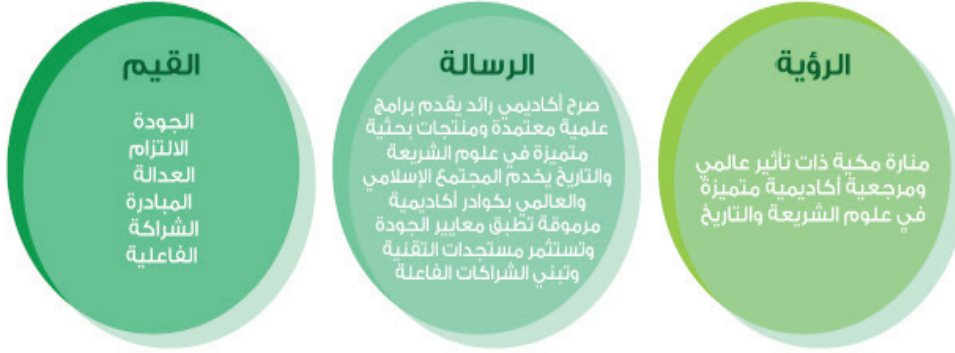 الرؤية
منارة مكية ذات تأثير عالمي
ومرجعية أكاديمية متميزة
في علوم الشريعة والتاريخ
الرسالة
صرح أكاديمي رائد يقدم برامج
علمية معتمدة ومنتجات بحثية
متميزة في علوم الشريعة
والتاريخ يخدم المجتمع الإسلامي
والعالمي بكوادر أكاديمية
مرموقة تطبق معايير الجودة
وتستثمر مستجدات التقنية
وتبني الشراكات الفاعلة
القيم
الجودة
الالتزام
العدالة
المبادرة
الشراكة
الفاعلية